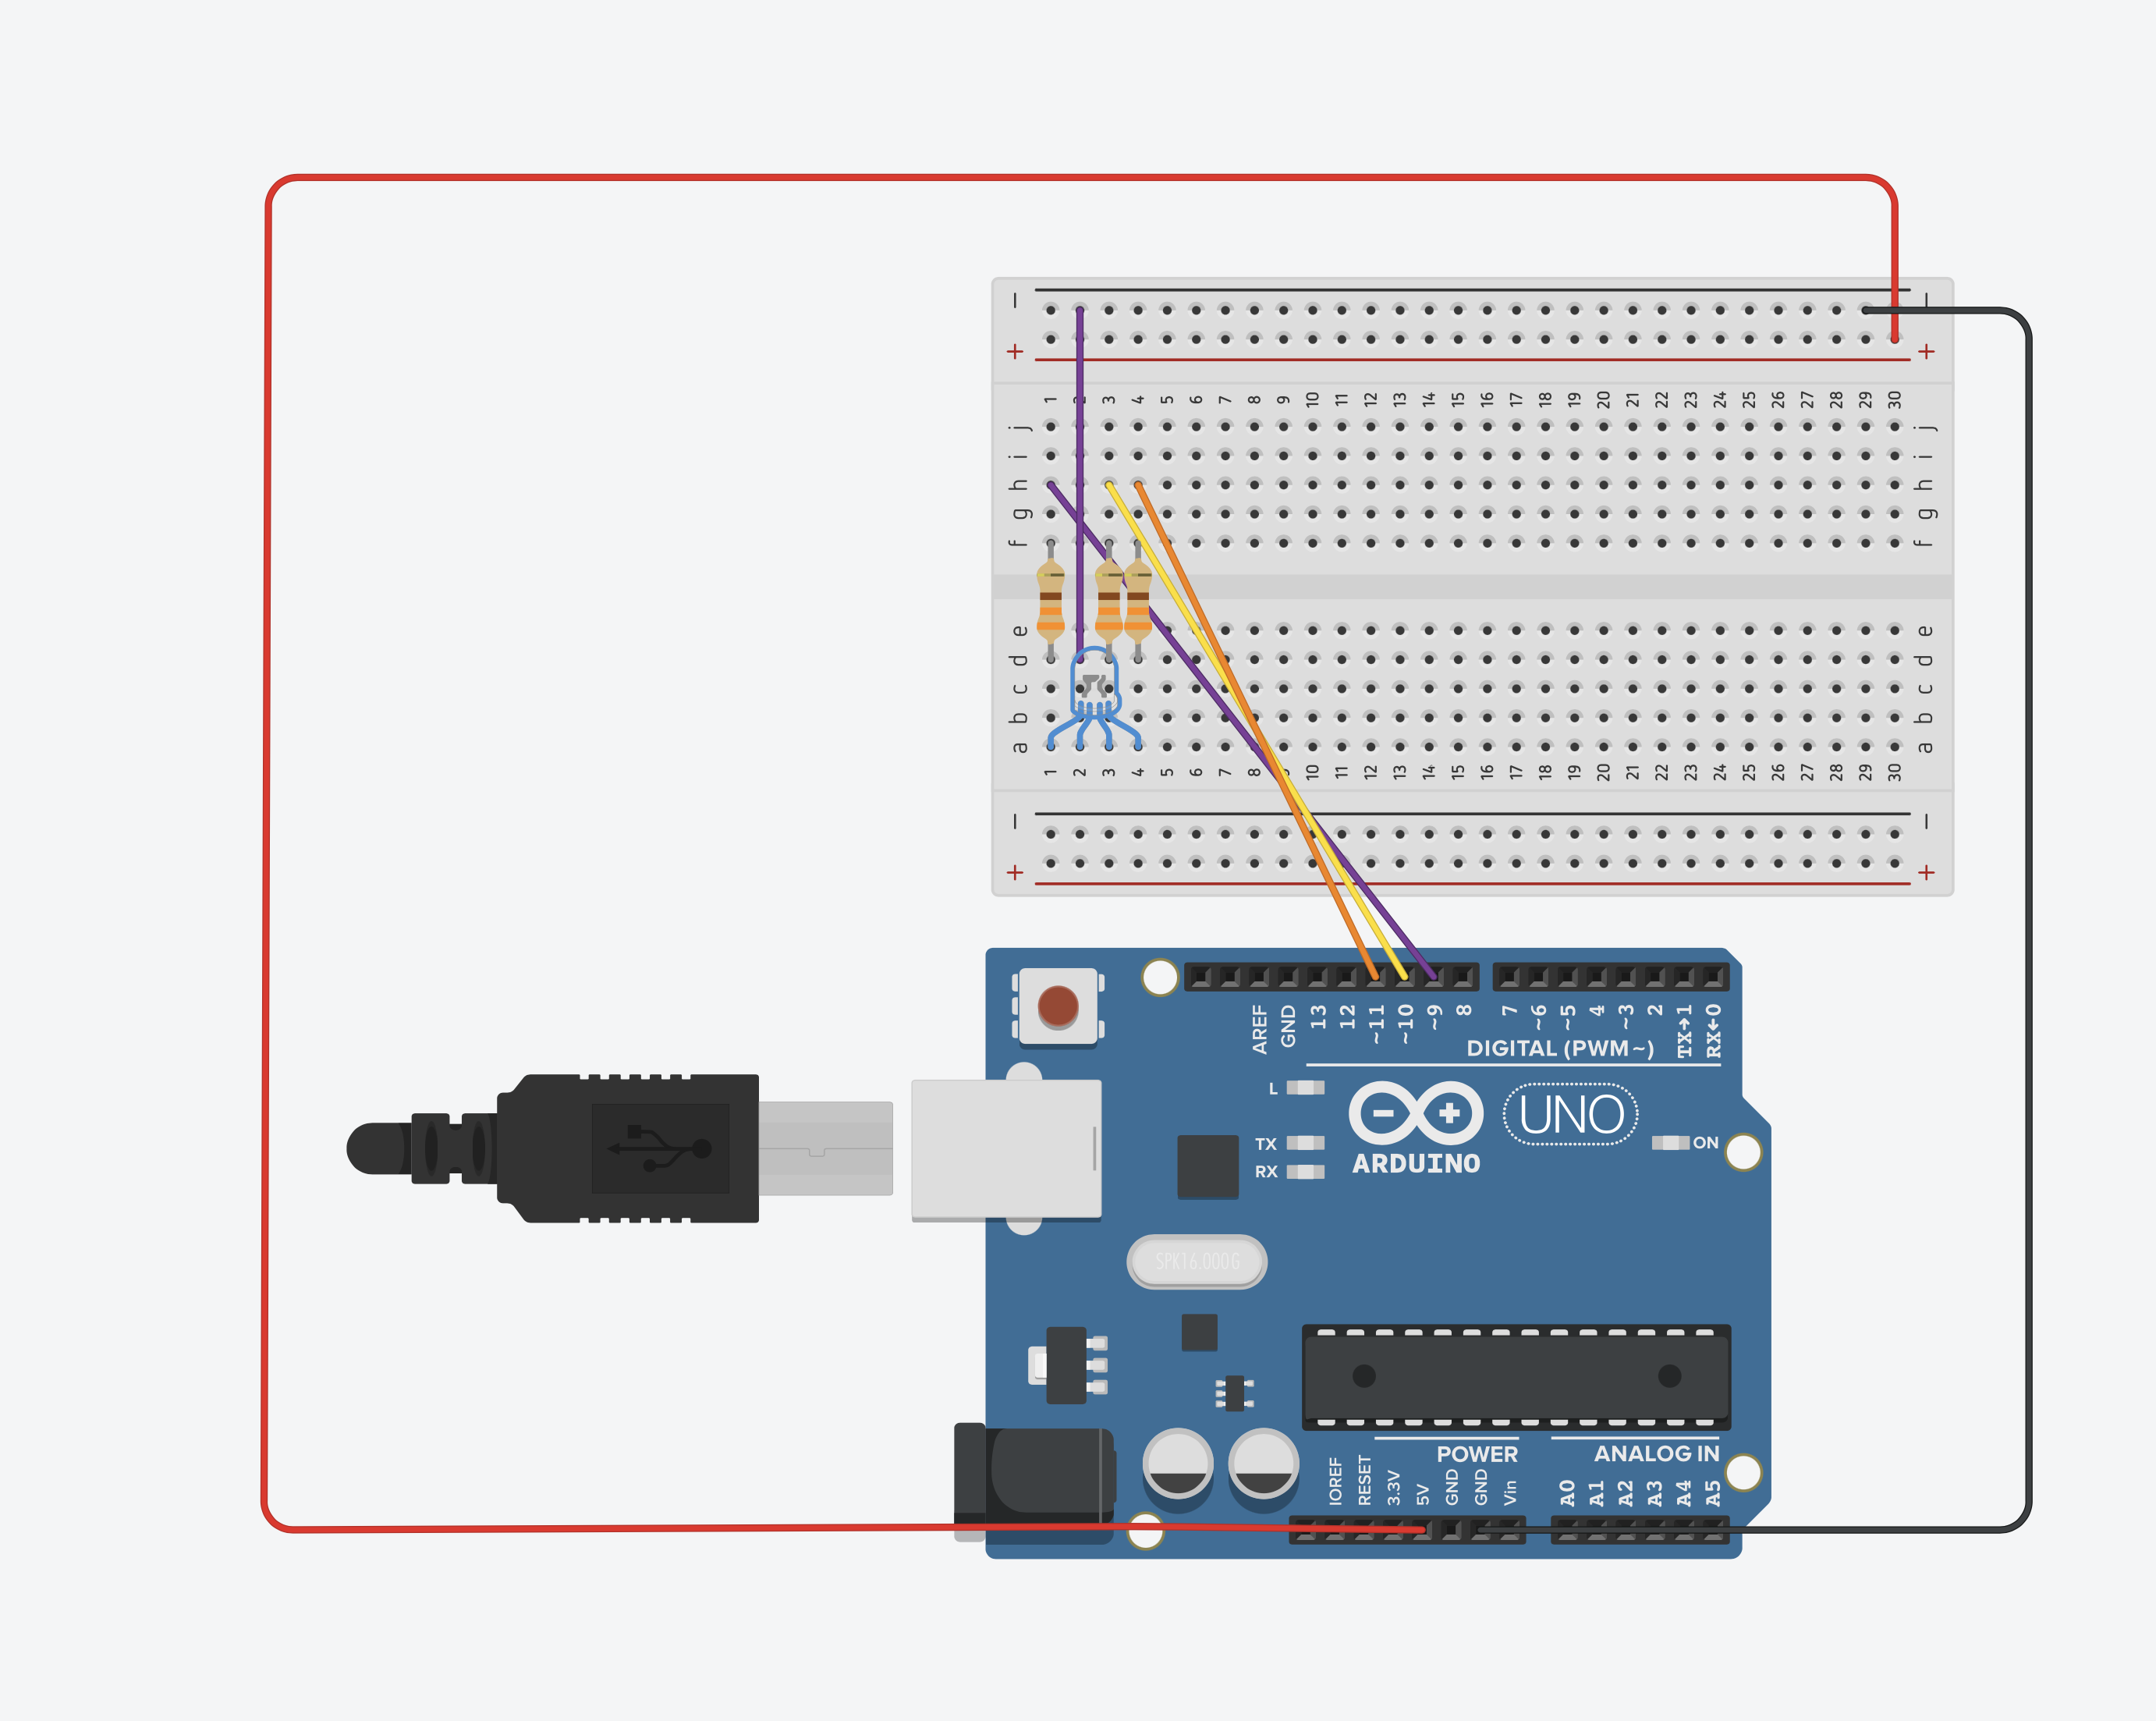 − −
+ +
1 2 3 4 5 6 7 8 9 10 11 12 13 14 15 16 17 18 19 20 21 22 23 24 25 26 27 28 29 30
j j
i i
h h
g g
f f
e e
d d
c c
b b
a a
1 2 3 4 5 6 7 8 9 10 11 12 13 14 15 16 17 18 19 20 21 22 23 24 25 26 27 28 29 30
− −
+ +
AREF GND 13 12 ~11 ~10 ~9 8 7 ~6 ~5 4 ~3 2 TX→1 RX←0
DIGITAL (PWM ~)
L
TX
RX
UNO
ARDUINO
ON
SPK16.000G
POWER
ANALOG IN
IOREF RESET 3.3V 5V GND GND Vin A0 A1 A2 A3 A4 A5